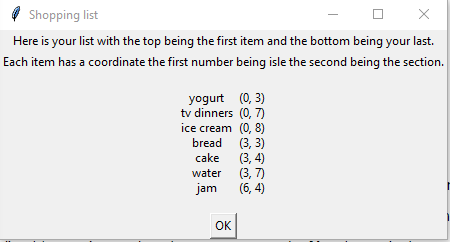 Shopping list
Here is your list with the top being the first item and the bottom being your last.
Each item has a coordinate the first number being isle the second being the section.
yogurt (0, 3)
tv dinners (0, 7)
ice cream (0, 8)
bread (3, 3)
cake (3, 4)
water (3, 7)
jam (6, 4)
OK